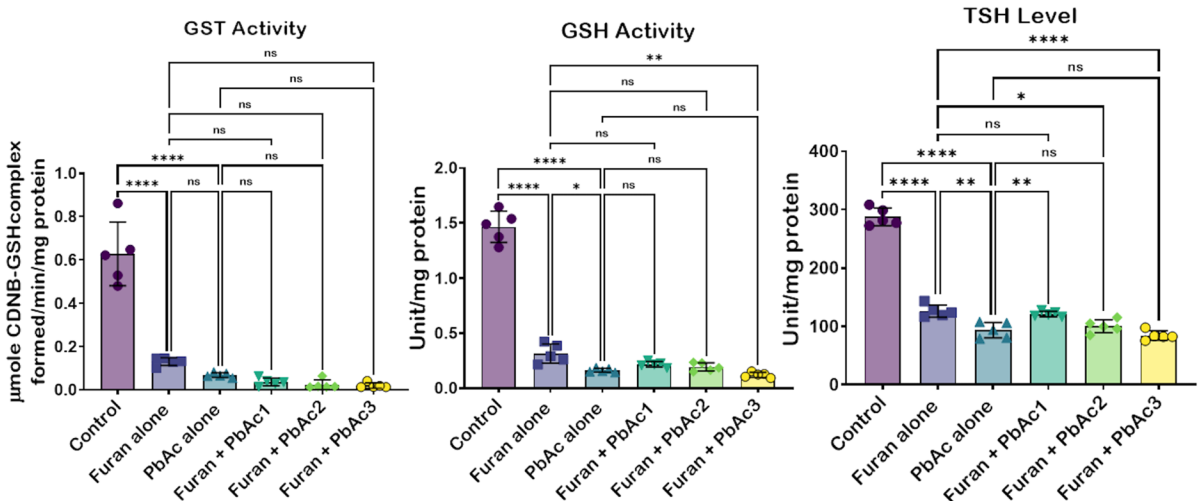 GST Activity
ns
ns
ns
ns
**** ns
**** ns ns
μmole CDNB-GSHcomplex
formed/min/mg protein
1.0
0.8
0.6
0.4
0.2
0.0
Control
Furan alone
PbAc alone
Furan + PbAc1
Furan + PbAc2
Furan + PbAc3
GSH Activity
**
ns
ns
ns
**** ns
**** * ns
Unit/mg protein
2.0
1.5
1.0
0.5
0.0
Control
Furan alone
PbAc alone
Furan + PbAc1
Furan + PbAc2
Furan + PbAc3
TSH Level
****
ns
*
ns
**** ns
**** ** **
Unit/mg protein
400
300
200
100
0
Control
Furan alone
PbAc alone
Furan + PbAc1
Furan + PbAc2
Furan + PbAc3